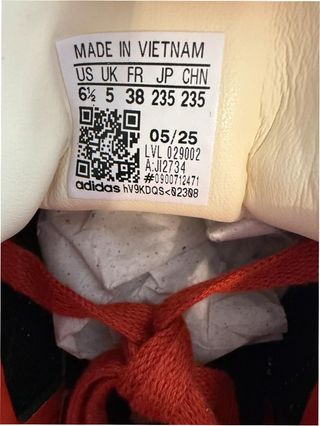 MADE IN VIETNAM
US UK FR JP CHN
6½ 5 38 235 235
05/25
LVL 029002
A:JI2734
#0900712471
adidas hV9KDQS<02308